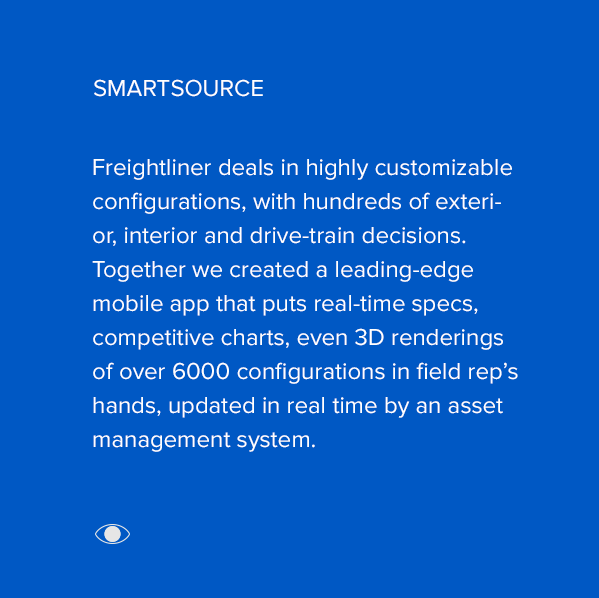 SMARTSOURCE
Freightliner deals in highly customizable
configurations, with hundreds of exteri-
or, interior and drive-train decisions.
Together we created a leading-edge
mobile app that puts real-time specs,
competitive charts, even 3D renderings
of over 6000 configurations in field rep’s
hands, updated in real time by an asset
management system.